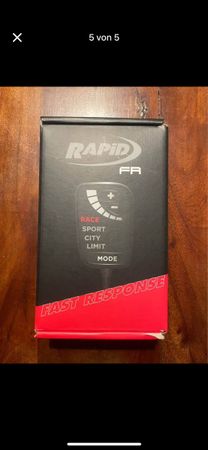 5 von 5
RAPiD
FR
+
-
RACE
SPORT
CITY
LIMIT
MODE
FAST RESPONSE